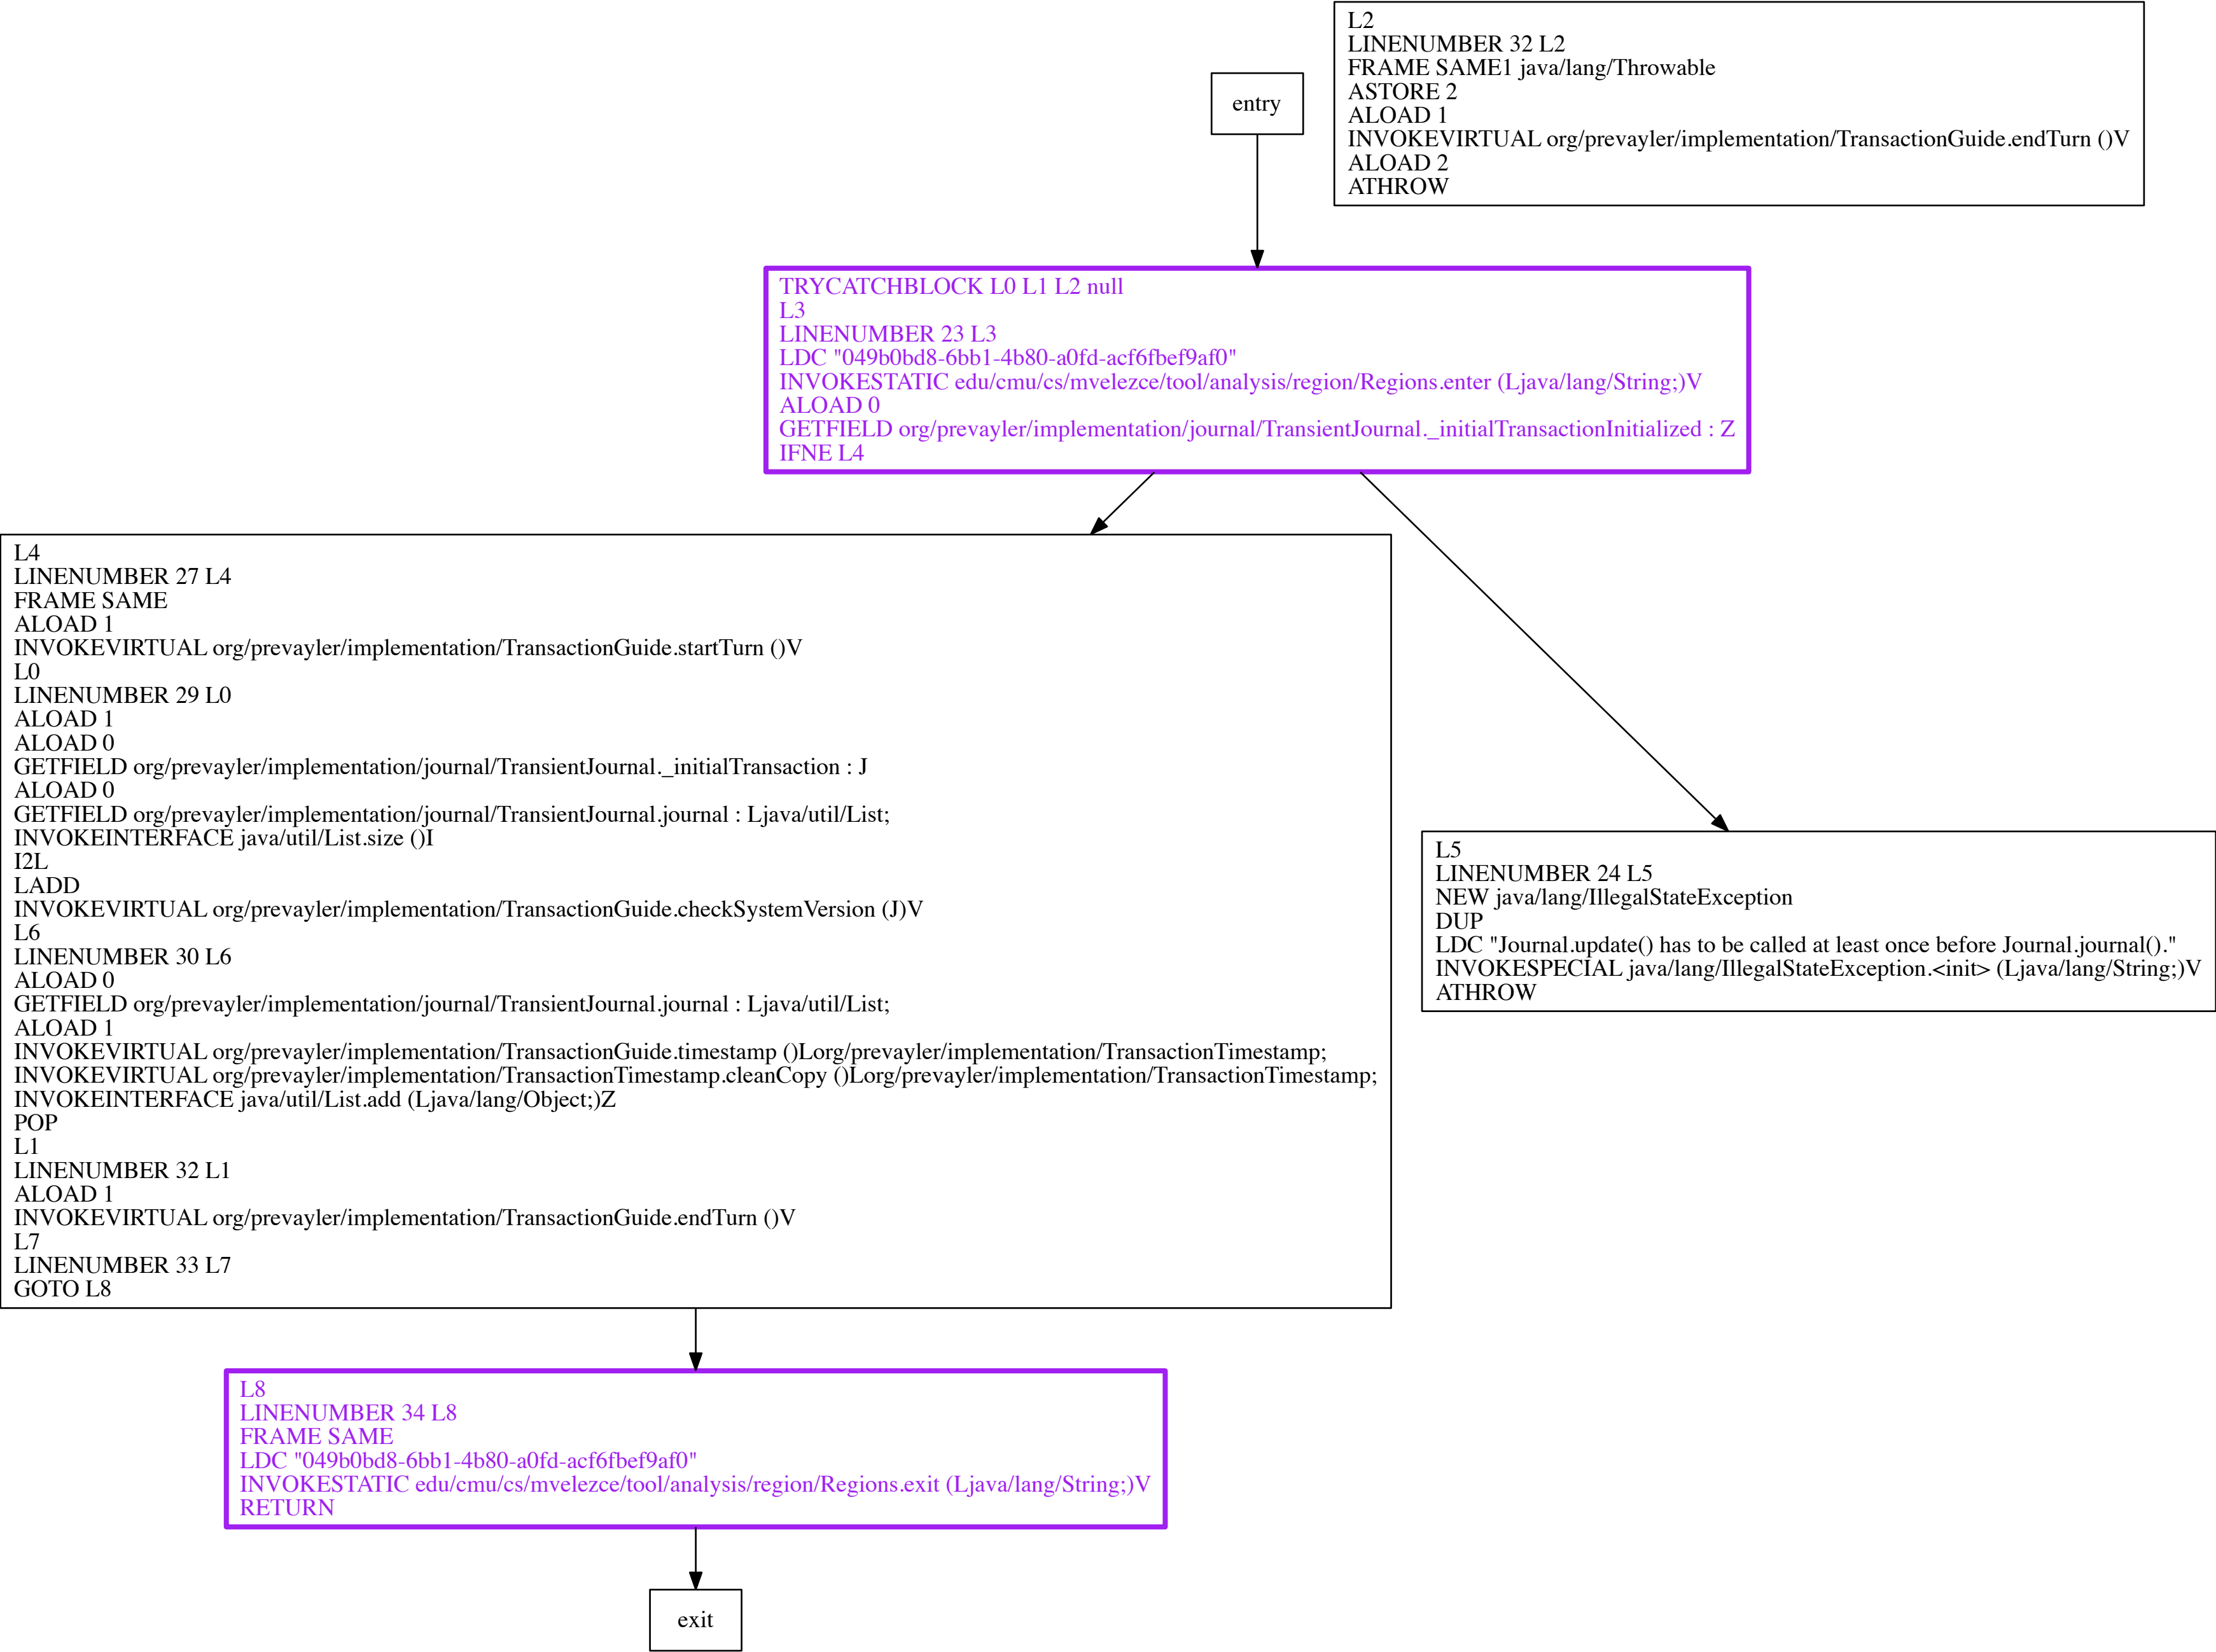 entry
L2
LINENUMBER 32 L2
FRAME SAME1 java/lang/Throwable
ASTORE 2
ALOAD 1
INVOKEVIRTUAL org/prevayler/implementation/TransactionGuide.endTurn ()V
ALOAD 2
ATHROW
TRYCATCHBLOCK L0 L1 L2 null
L3
LINENUMBER 23 L3
LDC "049b0bd8-6bb1-4b80-a0fd-acf6fbef9af0"
INVOKESTATIC edu/cmu/cs/mvelezce/tool/analysis/region/Regions.enter (Ljava/lang/String;)V
ALOAD 0
GETFIELD org/prevayler/implementation/journal/TransientJournal._initialTransactionInitialized : Z
IFNE L4
L4
LINENUMBER 27 L4
FRAME SAME
ALOAD 1
INVOKEVIRTUAL org/prevayler/implementation/TransactionGuide.startTurn ()V
L0
LINENUMBER 29 L0
ALOAD 1
ALOAD 0
GETFIELD org/prevayler/implementation/journal/TransientJournal._initialTransaction : J
ALOAD 0
GETFIELD org/prevayler/implementation/journal/TransientJournal.journal : Ljava/util/List;
INVOKEINTERFACE java/util/List.size ()I
I2L
LADD
INVOKEVIRTUAL org/prevayler/implementation/TransactionGuide.checkSystemVersion (J)V
L6
LINENUMBER 30 L6
ALOAD 0
GETFIELD org/prevayler/implementation/journal/TransientJournal.journal : Ljava/util/List;
ALOAD 1
INVOKEVIRTUAL org/prevayler/implementation/TransactionGuide.timestamp ()Lorg/prevayler/implementation/TransactionTimestamp;
INVOKEVIRTUAL org/prevayler/implementation/TransactionTimestamp.cleanCopy ()Lorg/prevayler/implementation/TransactionTimestamp;
INVOKEINTERFACE java/util/List.add (Ljava/lang/Object;)Z
POP
L1
LINENUMBER 32 L1
ALOAD 1
INVOKEVIRTUAL org/prevayler/implementation/TransactionGuide.endTurn ()V
L7
LINENUMBER 33 L7
GOTO L8
L5
LINENUMBER 24 L5
NEW java/lang/IllegalStateException
DUP
LDC "Journal.update() has to be called at least once before Journal.journal()."
INVOKESPECIAL java/lang/IllegalStateException.<init> (Ljava/lang/String;)V
ATHROW
L8
LINENUMBER 34 L8
FRAME SAME
LDC "049b0bd8-6bb1-4b80-a0fd-acf6fbef9af0"
INVOKESTATIC edu/cmu/cs/mvelezce/tool/analysis/region/Regions.exit (Ljava/lang/String;)V
RETURN
exit